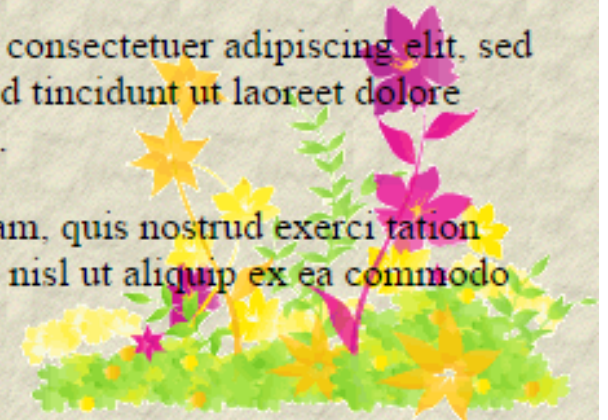 consectetuer adipiscing elit, sed
d tincidunt ut laoreet dolore
.
am, quis nostrud exerci tation
nisl ut aliquip ex ea commodo